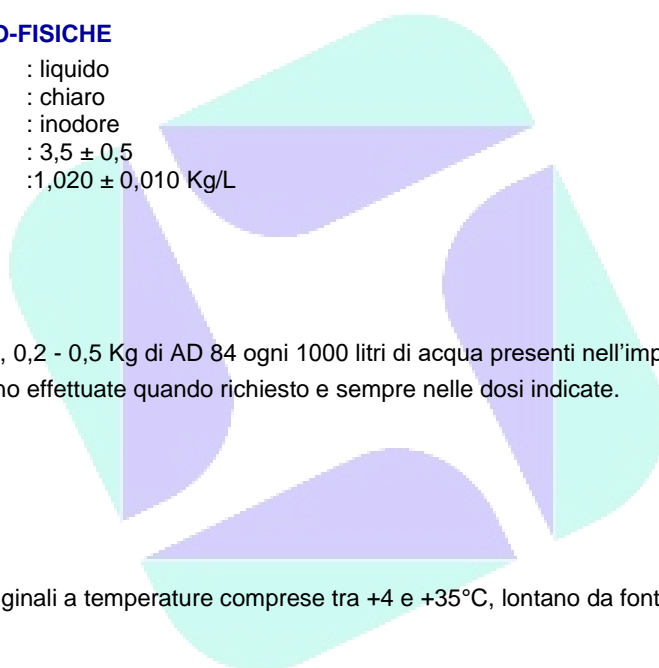 O-FISICHE
: liquido
: chiaro
: inodore
: 3,5 ± 0,5
:1,020 ± 0,010 Kg/L
, 0,2 - 0,5 Kg di AD 84 ogni 1000 litri di acqua presenti nell’imp
no effettuate quando richiesto e sempre nelle dosi indicate.
ginali a temperature comprese tra +4 e +35°C, lontano da font